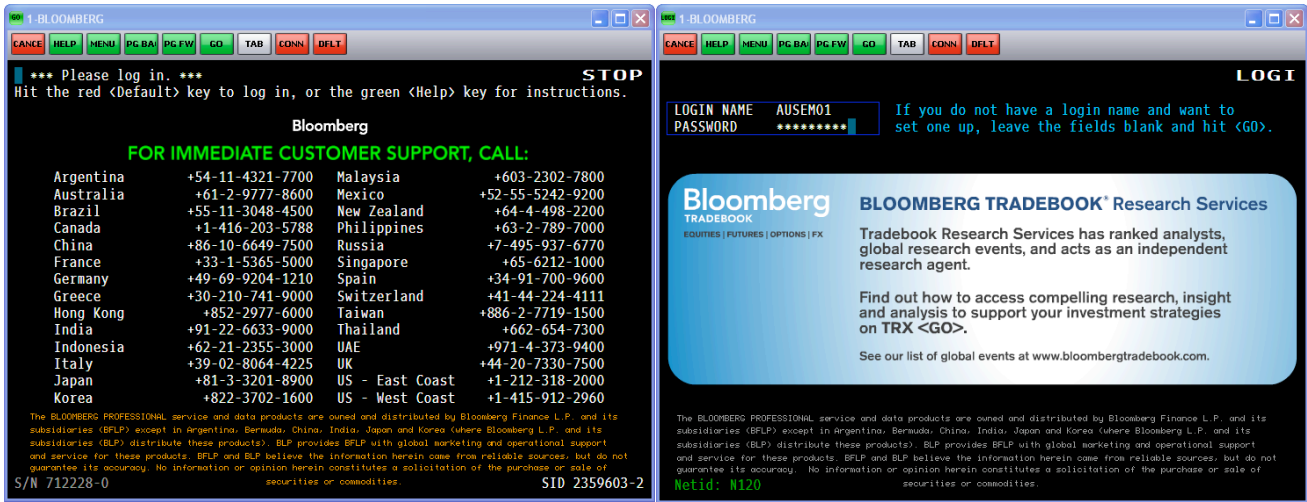 GO 1-BLOOMBERG
CANCE HELP MENU PG BA PG FW GO TAB CONN DFLT
*** Please log in. *** STOP
Hit the red <Default> key to log in, or the green <Help> key for instructions.
Bloomberg
FOR IMMEDIATE CUSTOMER SUPPORT, CALL:
Argentina +54-11-4321-7700 Malaysia +603-2302-7800
Australia +61-2-9777-8600 Mexico +52-55-5242-9200
Brazil +55-11-3048-4500 New Zealand +64-4-498-2200
Canada +1-416-203-5788 Philippines +63-2-789-7000
China +86-10-6649-7500 Russia +7-495-937-6770
France +33-1-5365-5000 Singapore +65-6212-1000
Germany +49-69-9204-1210 Spain +34-91-700-9600
Greece +30-210-741-9000 Switzerland +41-44-224-4111
Hong Kong +852-2977-6000 Taiwan +886-2-7719-1500
India +91-22-6633-9000 Thailand +662-654-7300
Indonesia +62-21-2355-3000 UAE +971-4-373-9400
Italy +39-02-8064-4225 UK +44-20-7330-7500
Japan +81-3-3201-8900 US - East Coast +1-212-318-2000
Korea +822-3702-1600 US - West Coast +1-415-912-2960
The BLOOMBERG PROFESSIONAL service and data products are owned and distributed by Bloomberg Finance L.P. and its
subsidiaries (BFLP) except in Argentina, Bermuda, China, India, Japan and Korea (where Bloomberg L.P. and its
subsidiaries (BLP) distribute these products). BLP provides BFLP with global marketing and operational support
and service for these products. BFLP and BLP believe the information herein came from reliable sources, but do not
guarantee its accuracy. No information or opinion herein constitutes a solicitation of the purchase or sale of
securities or commodities.
S/N 712228-0 SID 2359603-2
1-BLOOMBERG
CANCE HELP MENU PG BA PG FW GO TAB CONN DFLT
LOGI
LOGIN NAME AUSEMO1
PASSWORD *********
If you do not have a login name and want to
set one up, leave the fields blank and hit <GO>.
Bloomberg
TRADEBOOK
EQUITIES | FUTURES | OPTIONS | FX
BLOOMBERG TRADEBOOK® Research Services
Tradebook Research Services has ranked analysts,
global research events, and acts as an independent
research agent.
Find out how to access compelling research, insight
and analysis to support your investment strategies
on TRX <GO>.
See our list of global events at www.bloombergtradebook.com.
The BLOOMBERG PROFESSIONAL service and data products are owned and distributed by Bloomberg Finance L.P. and its
subsidiaries (BFLP) except in Argentina, Bermuda, China, India, Japan and Korea (where Bloomberg L.P. and its
subsidiaries (BLP) distribute these products). BLP provides BFLP with global marketing and operational support
and service for these products. BFLP and BLP believe the information herein came from reliable sources, but do not
guarantee its accuracy. No information or opinion herein constitutes a solicitation of the purchase or sale of
securities or commodities.
Netid: N120